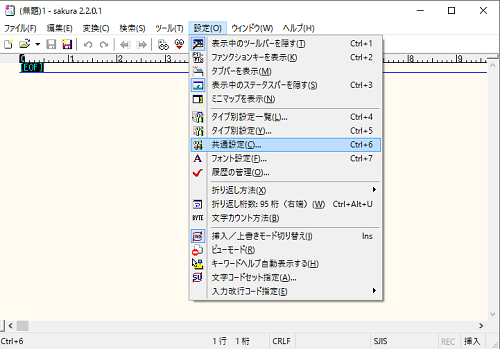 (無題)1 - sakura 2.2.0.1
ファイル(F) 編集(E) 変換(C) 検索(S) ツール(T) 設定(O) ウィンドウ(W) ヘルプ(H)
0 1 2 3 8 9
[EOF]
表示中のツールバーを隠す(T) Ctrl+1
ファンクションキーを表示(K) Ctrl+2
タブバーを表示(M)
表示中のステータスバーを隠す(S) Ctrl+3
ミニマップを表示(N)
タイプ別設定一覧(L)... Ctrl+4
タイプ別設定(Y)... Ctrl+5
共通設定(C)... Ctrl+6
フォント設定(F)... Ctrl+7
履歴の管理(O)...
折り返し方法(X)
折り返し桁数: 95 桁（右端）(W) Ctrl+Alt+U
文字カウント方法(B)
挿入／上書きモード切り替え(I) Ins
ビューモード(R)
キーワードヘルプ自動表示する(H)
文字コードセット指定(A)...
入力改行コード指定(E)
Ctrl+6 1 行 1 桁 CRLF SJIS REC 挿入